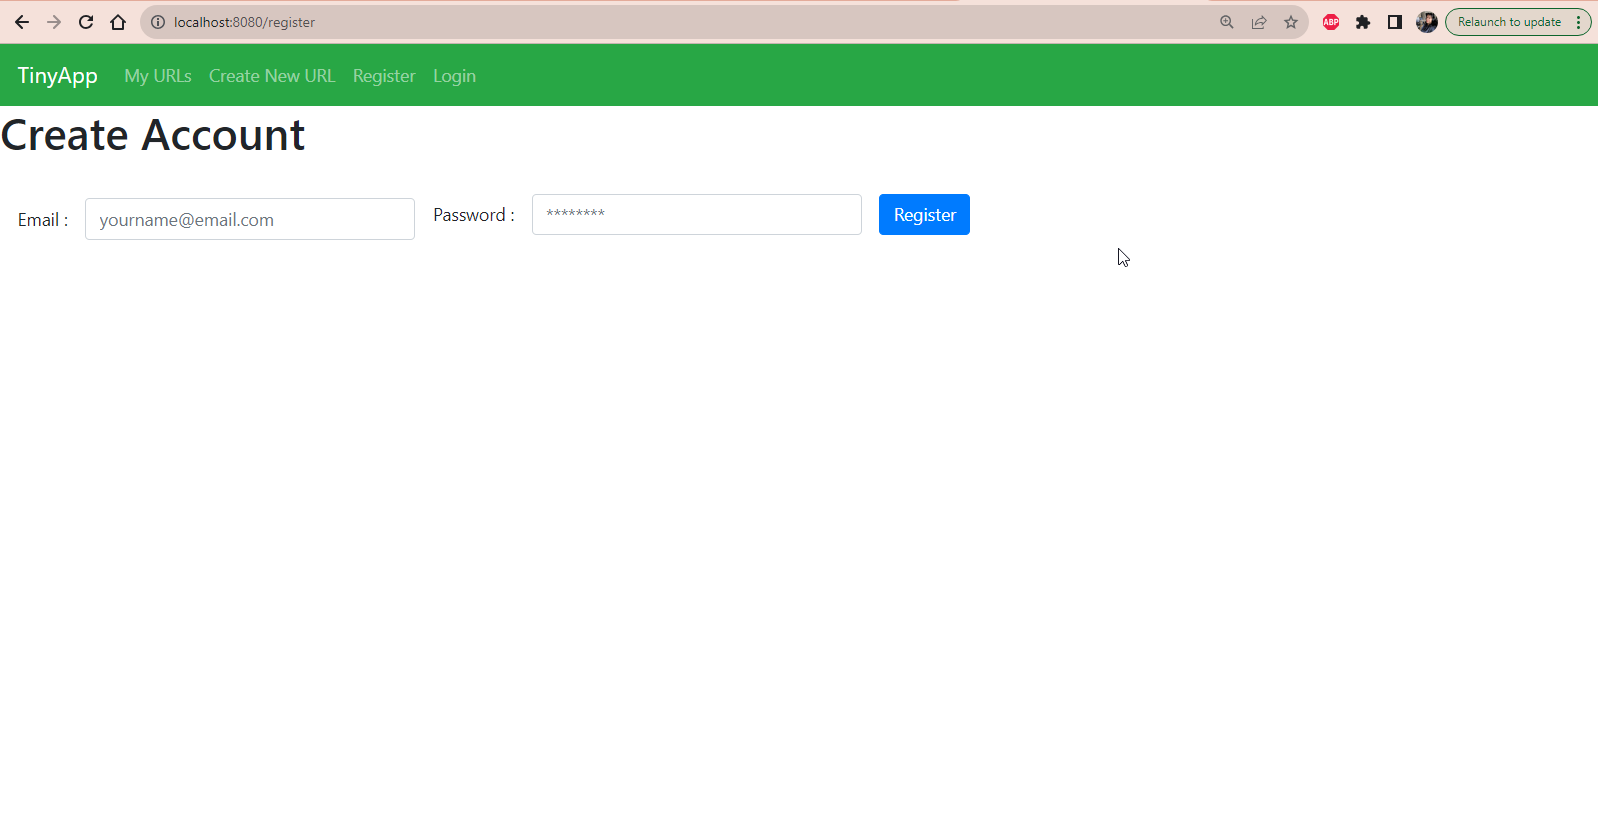 localhost:8080/register
ABP
Relaunch to update
TinyApp My URLs Create New URL Register Login
Create Account
Email : yourname@email.com Password : ******** Register